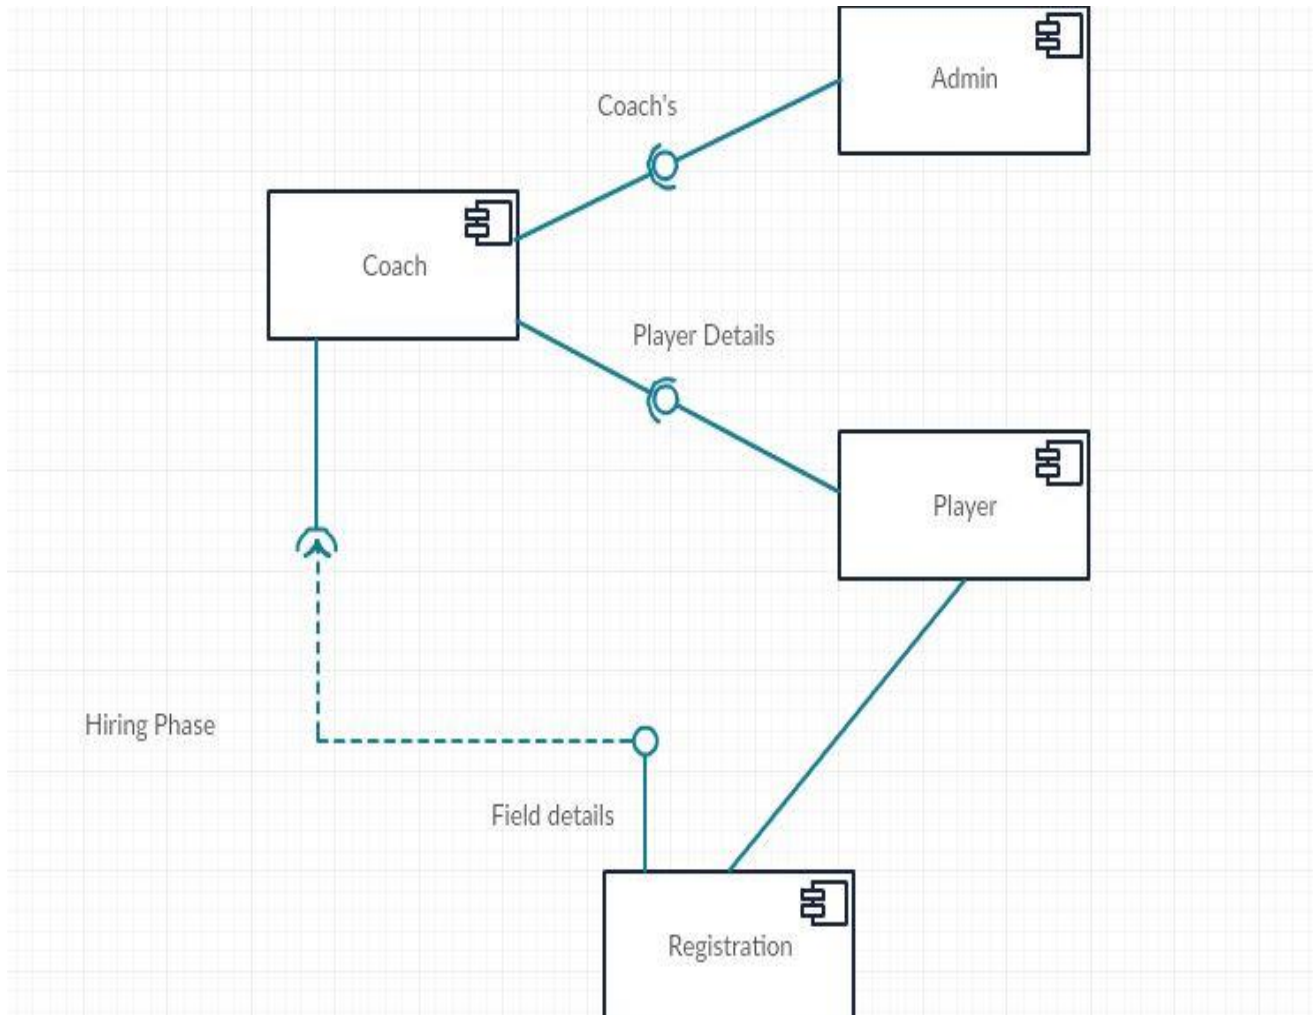 Admin
Coach's
Coach
Player Details
Player
Hiring Phase
Field details
Registration